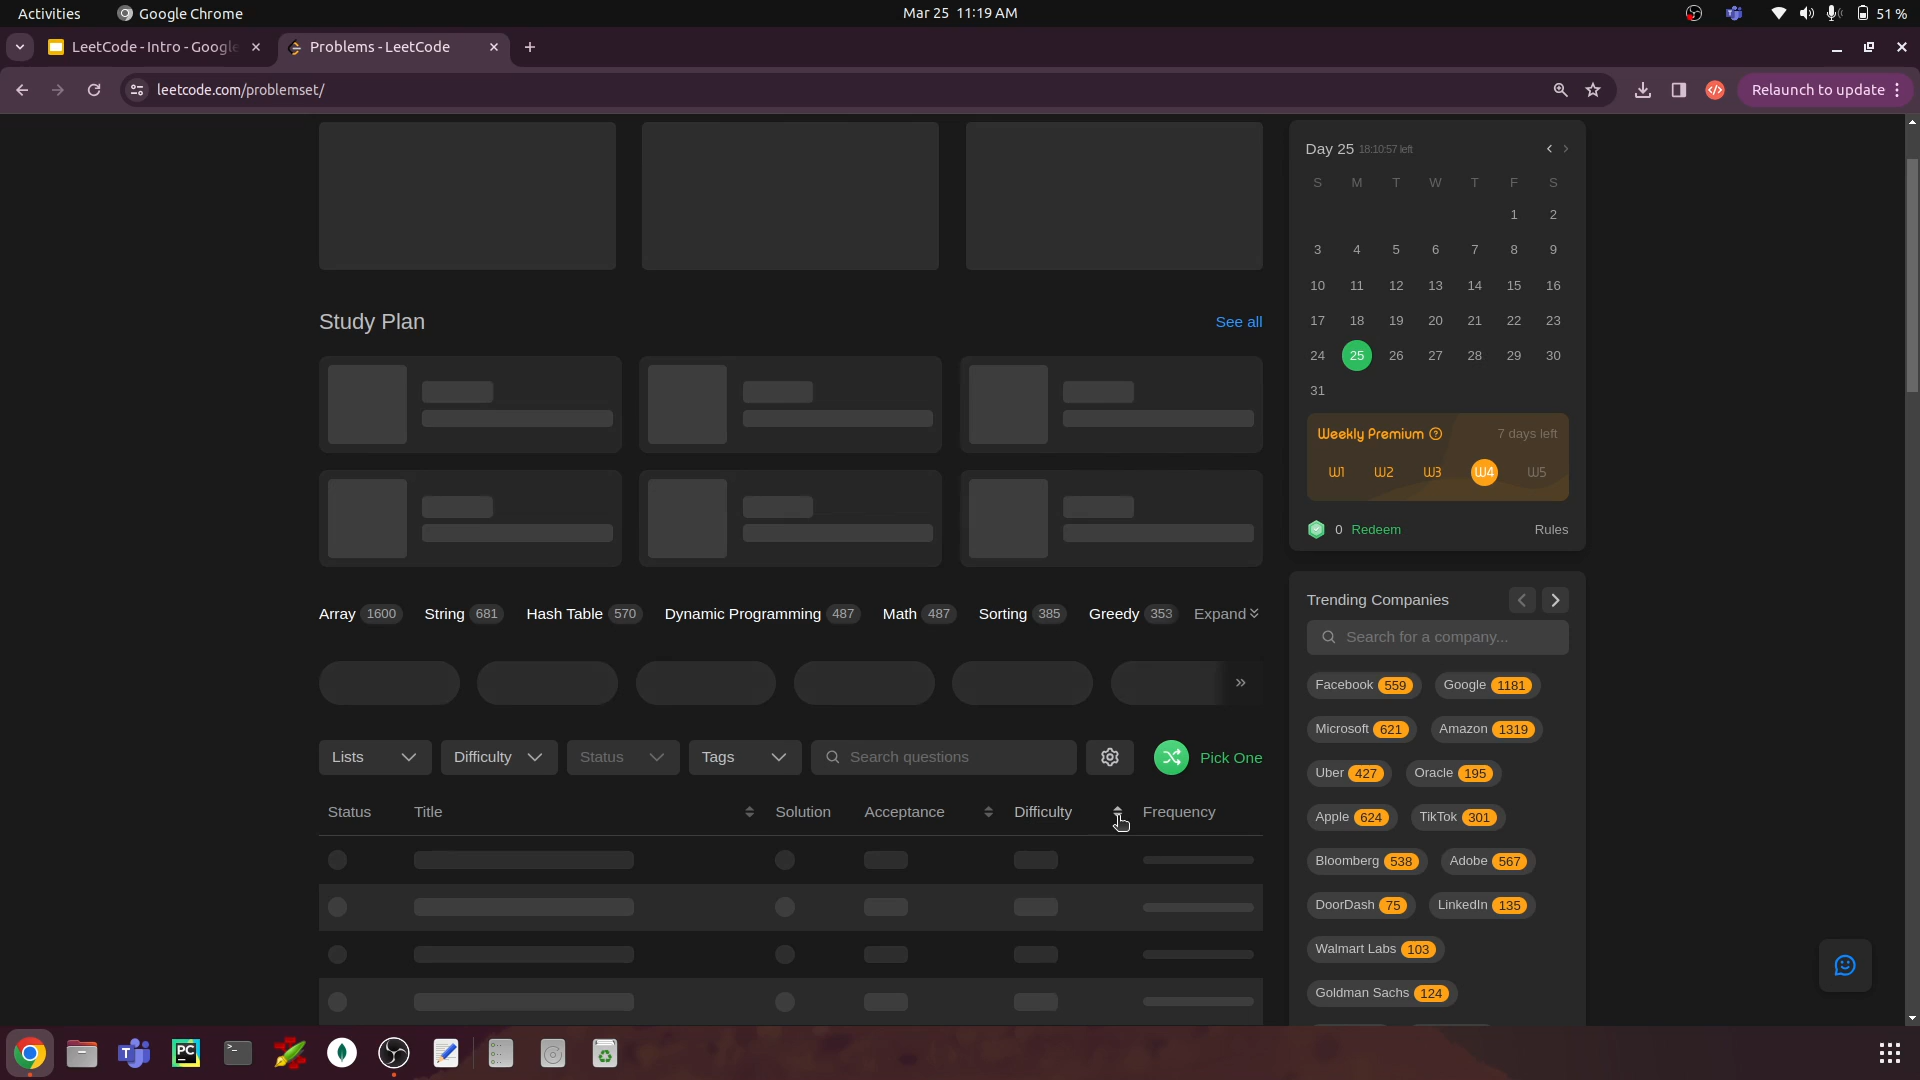 Activities
Google Chrome
Mar 25 11:19 AM
51 %
LeetCode - Intro - Google
Problems - LeetCode
leetcode.com/problemset/
Relaunch to update
Day 25 18:10:57 left
S M T W T F S
1 2
3 4 5 6 7 8 9
10 11 12 13 14 15 16
17 18 19 20 21 22 23
24 25 26 27 28 29 30
31
Weekly Premium 7 days left
W1 W2 W3 W4 W5
0 Redeem Rules
Study Plan
See all
Array 1600 String 681 Hash Table 570 Dynamic Programming 487 Math 487 Sorting 385 Greedy 353 Expand
Lists Difficulty Status Tags Search questions Pick One
Status Title Solution Acceptance Difficulty Frequency
Trending Companies
Search for a company...
Facebook 559 Google 1181
Microsoft 621 Amazon 1319
Uber 427 Oracle 195
Apple 624 TikTok 301
Bloomberg 538 Adobe 567
DoorDash 75 LinkedIn 135
Walmart Labs 103
Goldman Sachs 124
PC